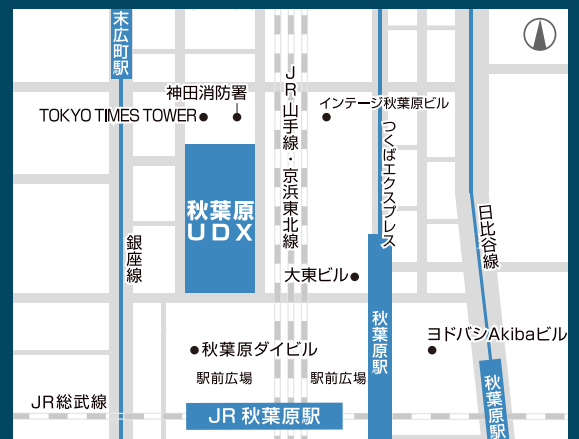 末広町駅
神田消防署
TOKYO TIMES TOWER
JR山手線・京浜東北線
インテージ秋葉原ビル
つくばエクスプレス
秋葉原
UDX
銀座線
日比谷線
大東ビル
秋葉原駅
ヨドバシAkibaビル
秋葉原ダイビル
駅前広場
駅前広場
秋葉原駅
JR総武線
JR 秋葉原駅